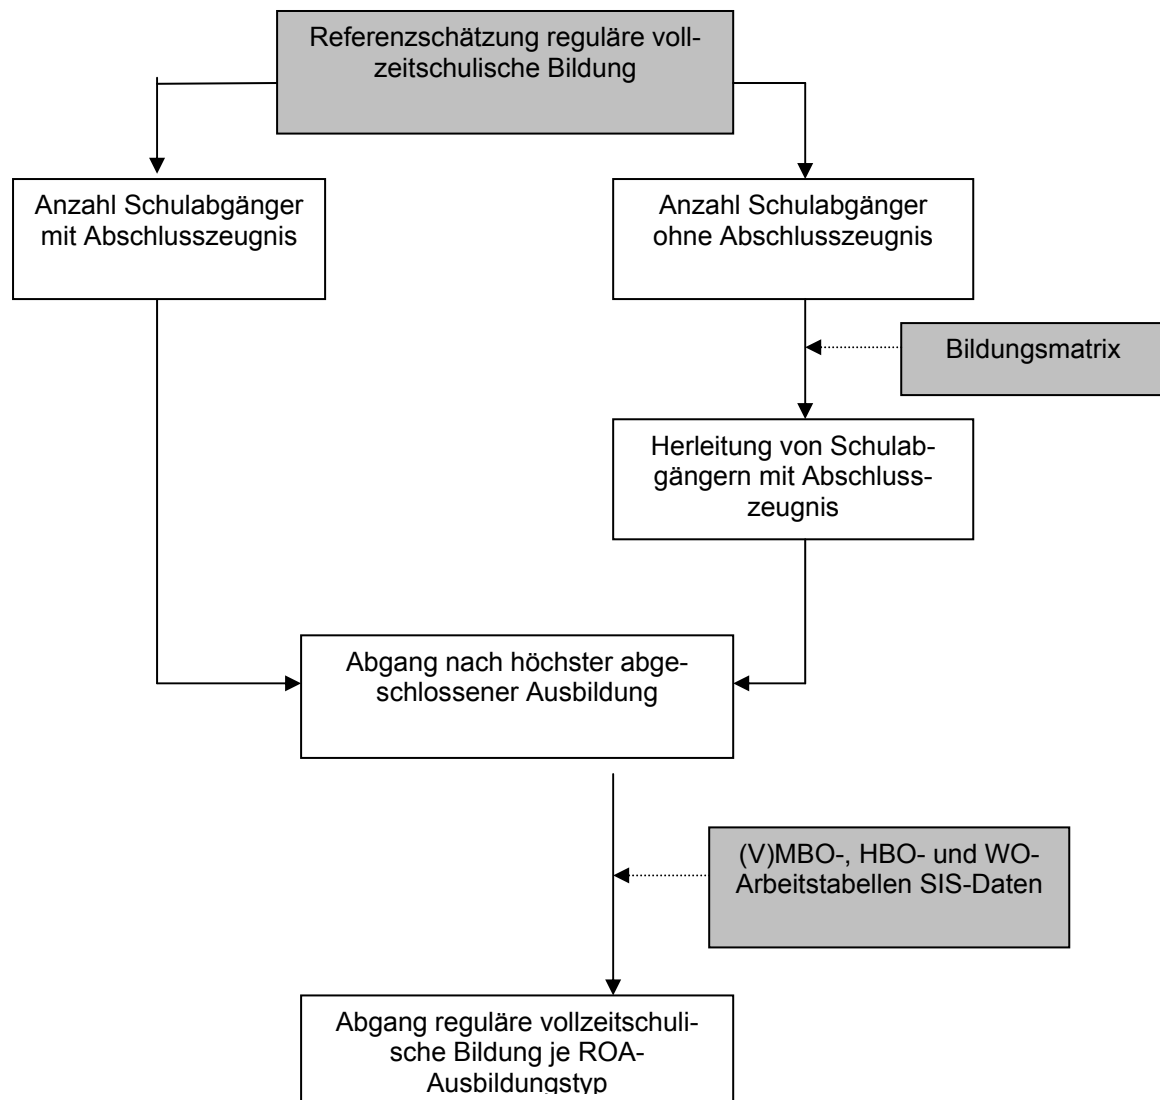 Referenzschätzung reguläre voll-
zeitschulische Bildung
Anzahl Schulabgänger
mit Abschlusszeugnis
Anzahl Schulabgänger
ohne Abschlusszeugnis
Bildungsmatrix
Herleitung von Schulab-
gängern mit Abschluss-
zeugnis
Abgang nach höchster abge-
schlossener Ausbildung
(V)MBO-, HBO- und WO-
Arbeitstabellen SIS-Daten
Abgang reguläre vollzeitschuli-
sche Bildung je ROA-
Ausbildungstyp